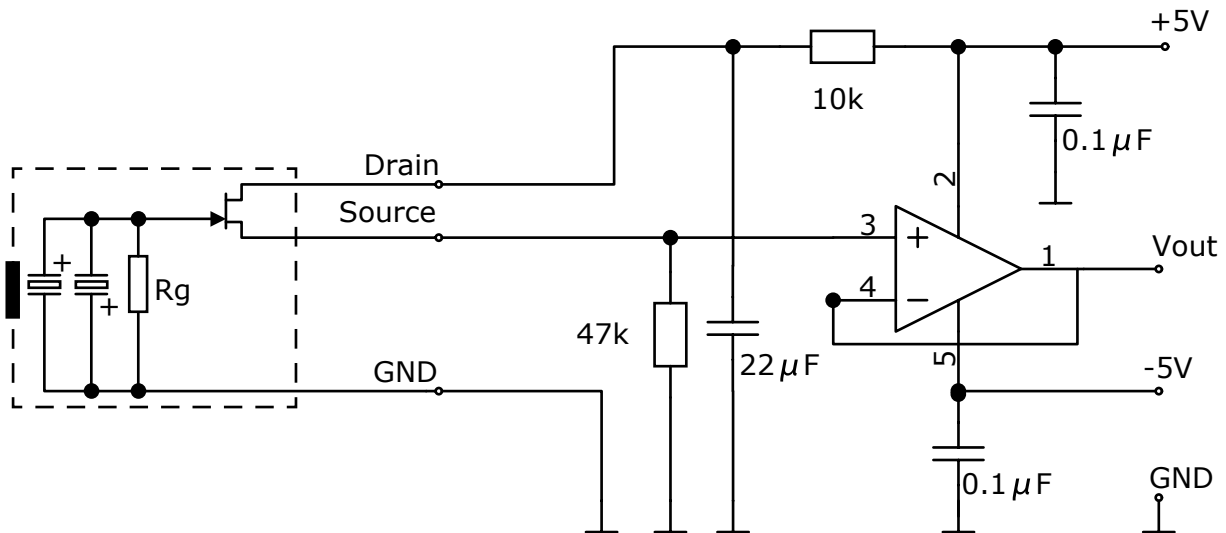 +5V
10k
0.1µF
Drain
2
Source
3
+
1
Vout
+
Rg
4
−
+
47k
22µF
5
GND
-5V
0.1µF
GND